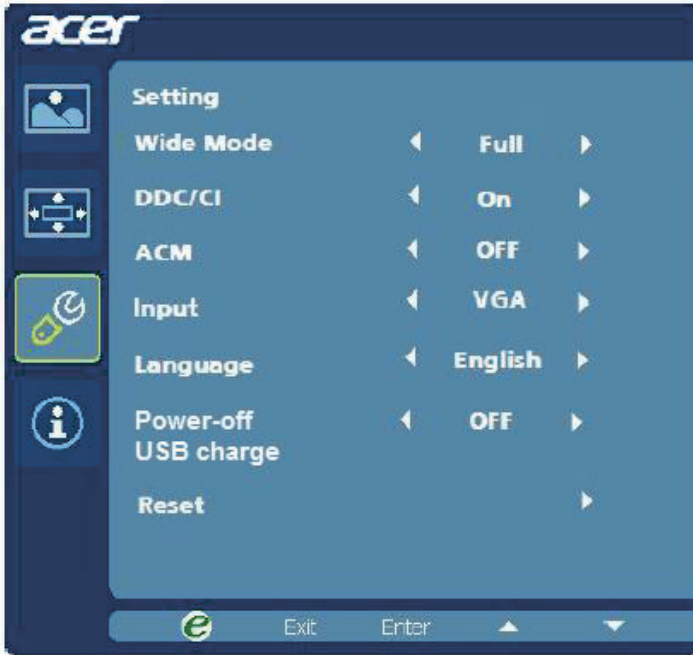 acer
Setting
Wide Mode Full
DDC/CI On
ACM OFF
Input VGA
Language English
Power-off OFF
USB charge
Reset
e Exit Enter